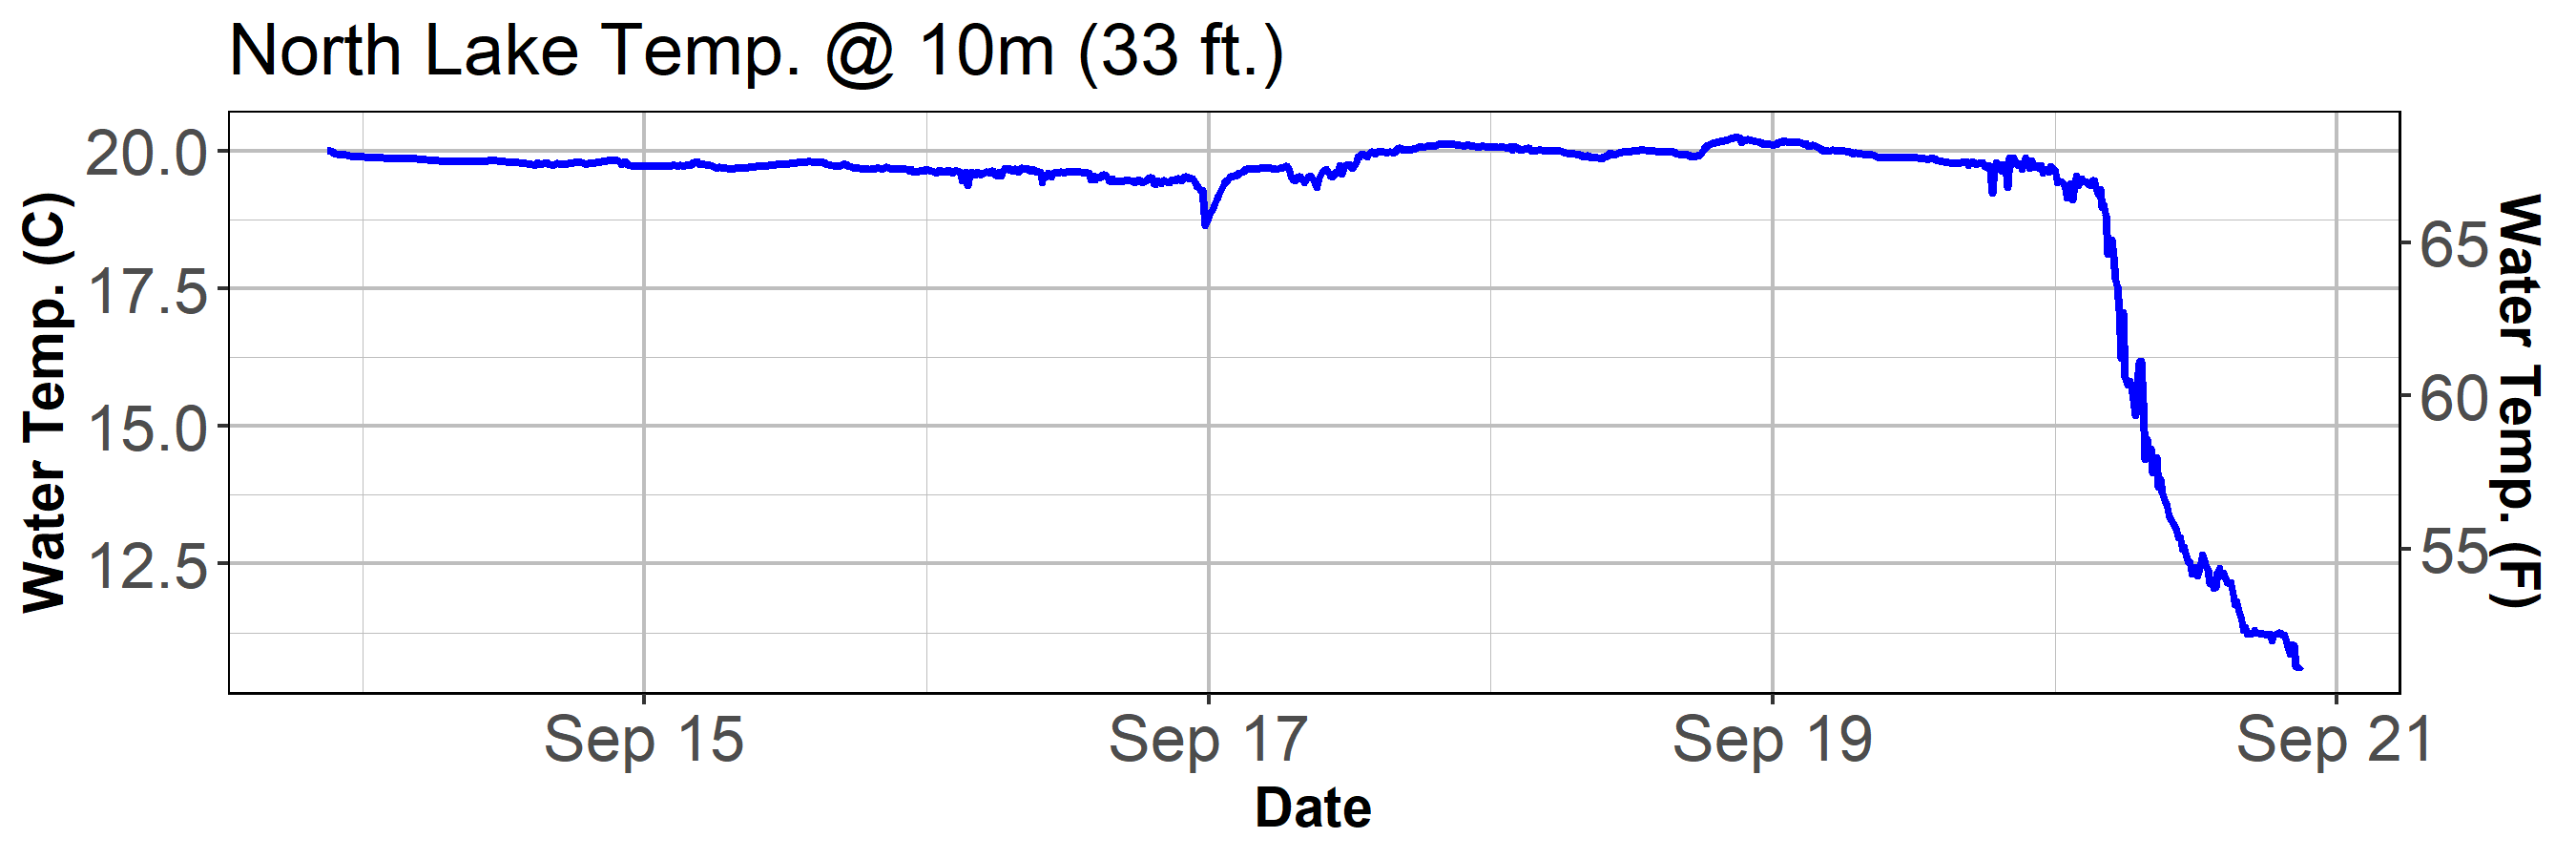 North Lake Temp. @ 10m (33 ft.)
Water Temp. (C)
20.0
17.5
15.0
12.5
65
60
55
Water Temp. (F)
Sep 15
Sep 17
Sep 19
Sep 21
Date